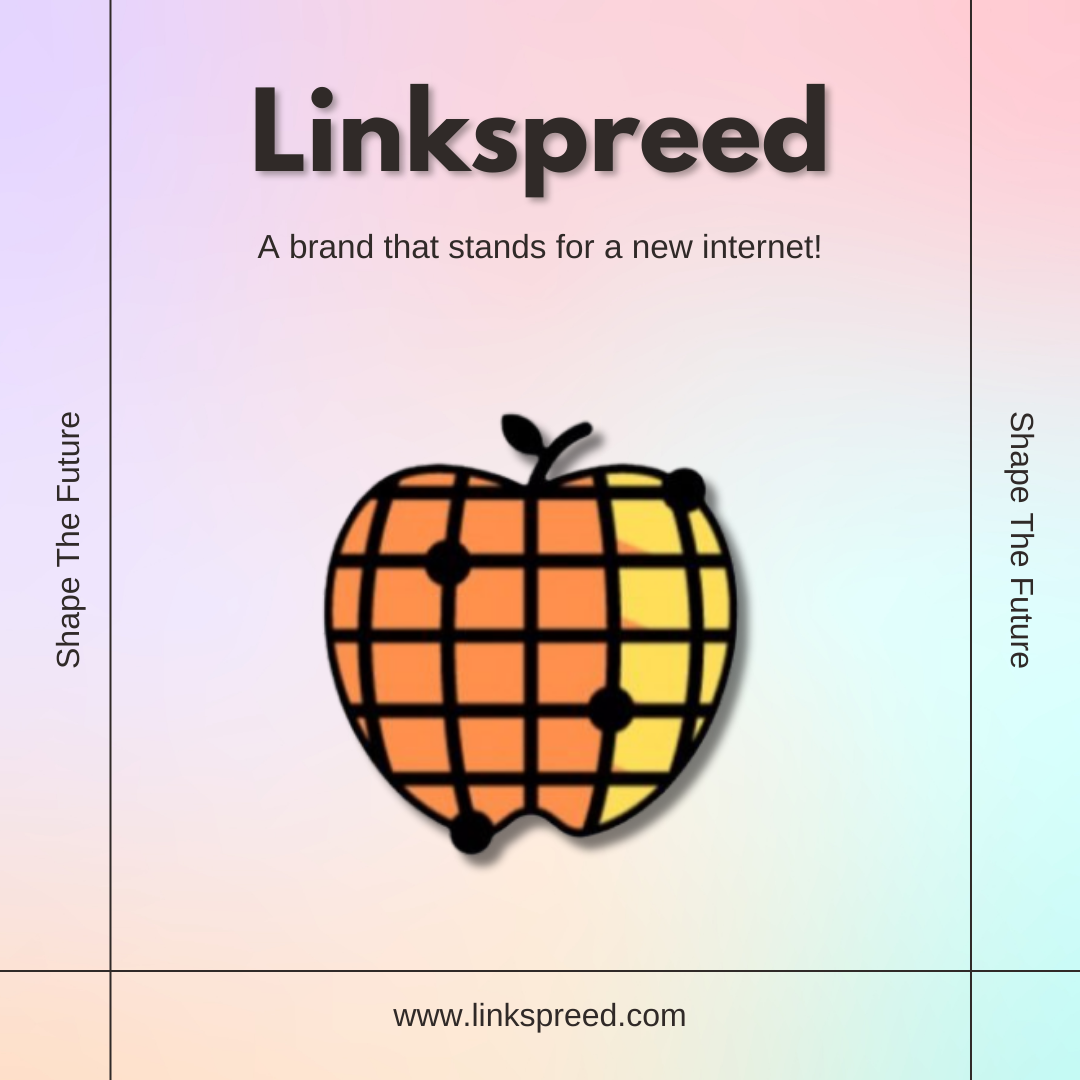 Linkspreed
A brand that stands for a new internet!
Shape The Future
Shape The Future
www.linkspreed.com